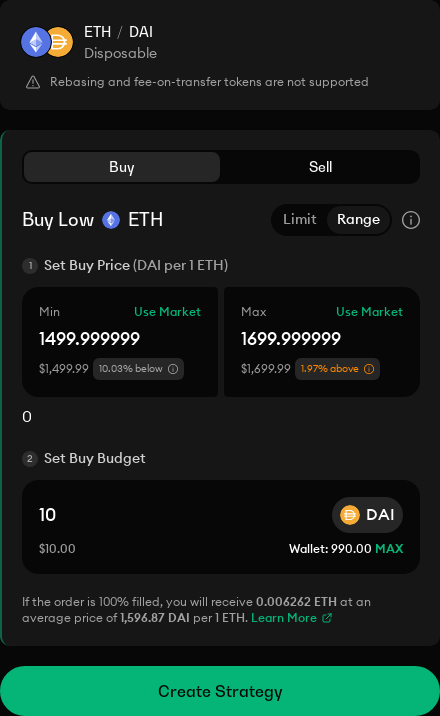 ETH / DAI
Disposable
Rebasing and fee-on-transfer tokens are not supported
Buy Sell
Buy Low ETH Limit Range
1 Set Buy Price (DAI per 1 ETH)
Min Use Market Max Use Market
1499.999999 1699.999999
$1,499.99 10.03% below $1,699.99 1.97% above
0
2 Set Buy Budget
10 DAI
$10.00 Wallet: 990.00 MAX
If the order is 100% filled, you will receive 0.006262 ETH at an
average price of 1,596.87 DAI per 1 ETH. Learn More
Create Strategy